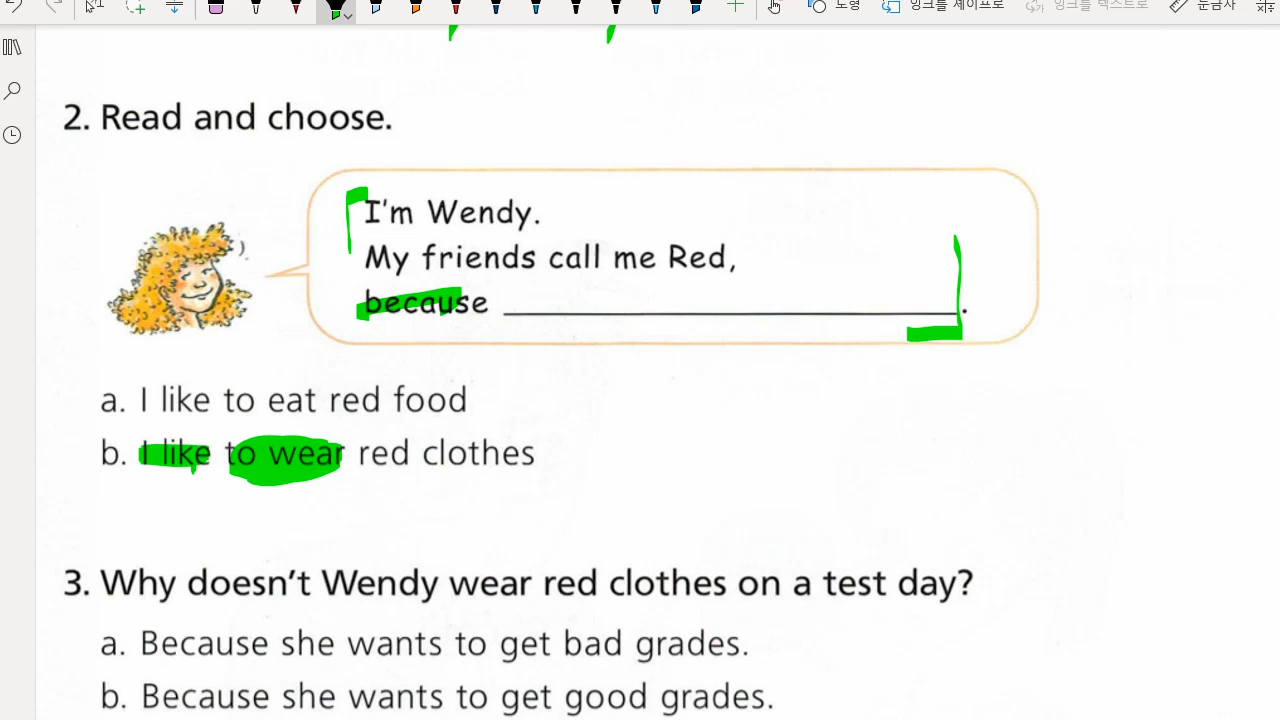 도형
잉크를 셰이프로
잉크를 텍스트로
눈금자
2. Read and choose.
I'm Wendy.
My friends call me Red,
because ____________________.
a. I like to eat red food
b. I like to wear red clothes
3. Why doesn't Wendy wear red clothes on a test day?
a. Because she wants to get bad grades.
b. Because she wants to get good grades.